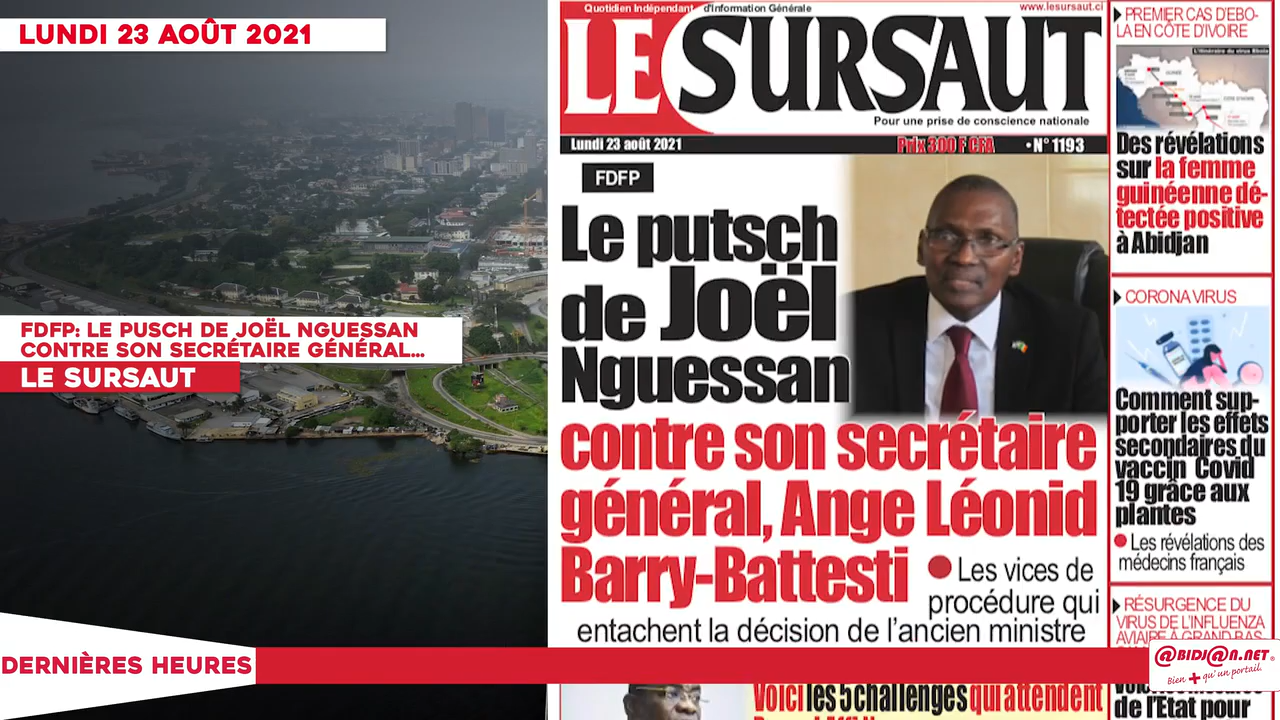 LUNDI 23 AOÛT 2021
FDFP: LE PUSCH DE JOËL NGUESSAN
CONTRE SON SECRÉTAIRE GÉNÉRAL...
LE SURSAUT
DERNIÈRES HEURES
Quotidien Indépendant d'Information Générale
www.lesursaut.ci
LE SURSAUT
Pour une prise de conscience nationale
Lundi 23 août 2021 Prix 300 F CFA • N° 1193
FDFP
Le putsch
de Joël
Nguessan
contre son secrétaire
général, Ange Léonid
Barry-Battesti
Les vices de
procédure qui
entachent la décision de l'ancien ministre
Voici les 5 challenges qui attendent
PREMIER CAS D'EBO-
LA EN CÔTE D'IVOIRE
Des révélations
sur la femme
guinéenne dé-
tectée positive
à Abidjan
CORONAVIRUS
Comment sup-
porter les effets
secondaires du
vaccin Covid
19 grâce aux
plantes
Les révélations des
médecins français
RÉSURGENCE DU
VIRUS DE L'INFLUENZA
AVIAIRE À GRAND-BAS-
de l'Etat pour
@BIDJ@N.NET
Bien + qu'un portail.